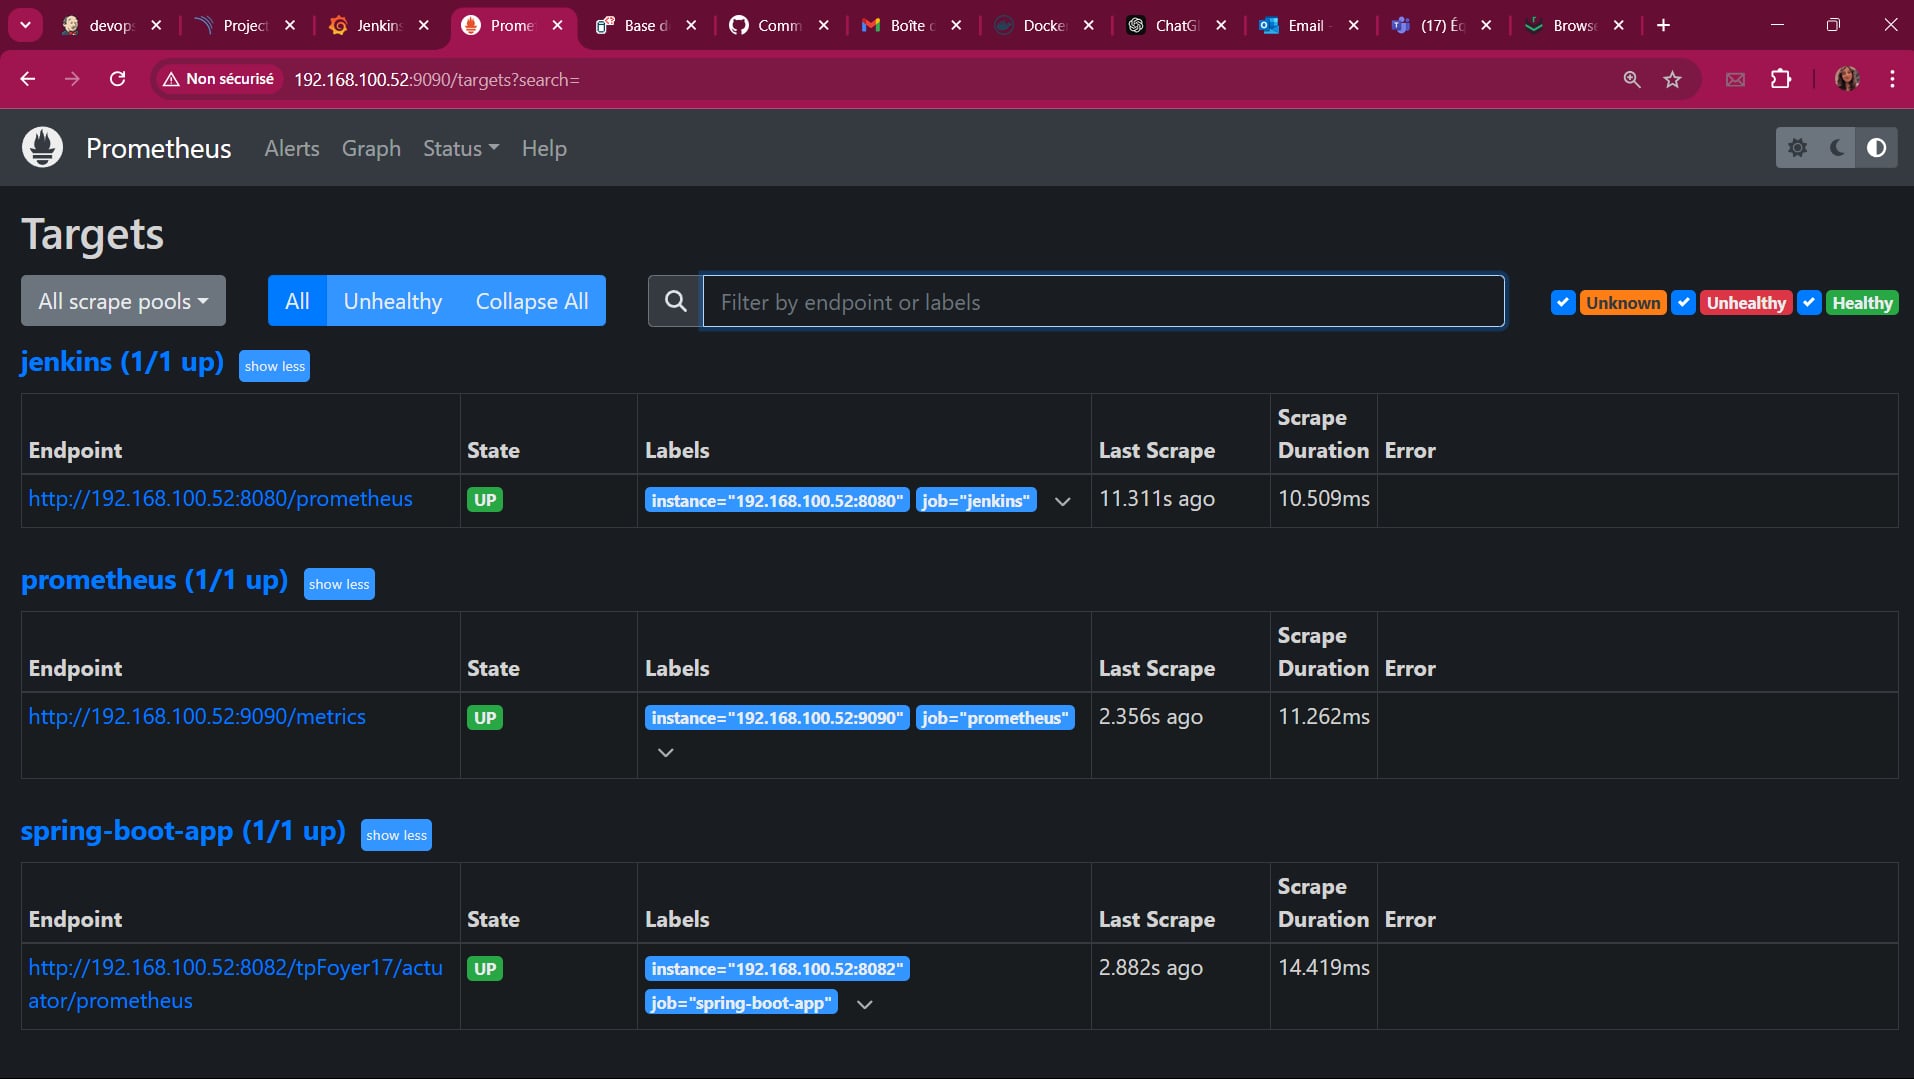 devops
Project
Jenkins
Prome
Base d
Comm
Boîte
Docke
ChatG
Email
(17) Éq
Browse
Non sécurisé
192.168.100.52:9090/targets?search=
Prometheus
Alerts
Graph
Status
Help
Targets
All scrape pools
All
Unhealthy
Collapse All
Filter by endpoint or labels
Unknown
Unhealthy
Healthy
jenkins (1/1 up)
show less
Endpoint
State
Labels
Last Scrape
Scrape
Duration
Error
http://192.168.100.52:8080/prometheus
UP
instance="192.168.100.52:8080"
job="jenkins"
11.311s ago
10.509ms
prometheus (1/1 up)
show less
Endpoint
State
Labels
Last Scrape
Scrape
Duration
Error
http://192.168.100.52:9090/metrics
UP
instance="192.168.100.52:9090"
job="prometheus"
2.356s ago
11.262ms
spring-boot-app (1/1 up)
show less
Endpoint
State
Labels
Last Scrape
Scrape
Duration
Error
http://192.168.100.52:8082/tpFoyer17/actu
ator/prometheus
UP
instance="192.168.100.52:8082"
job="spring-boot-app"
2.882s ago
14.419ms